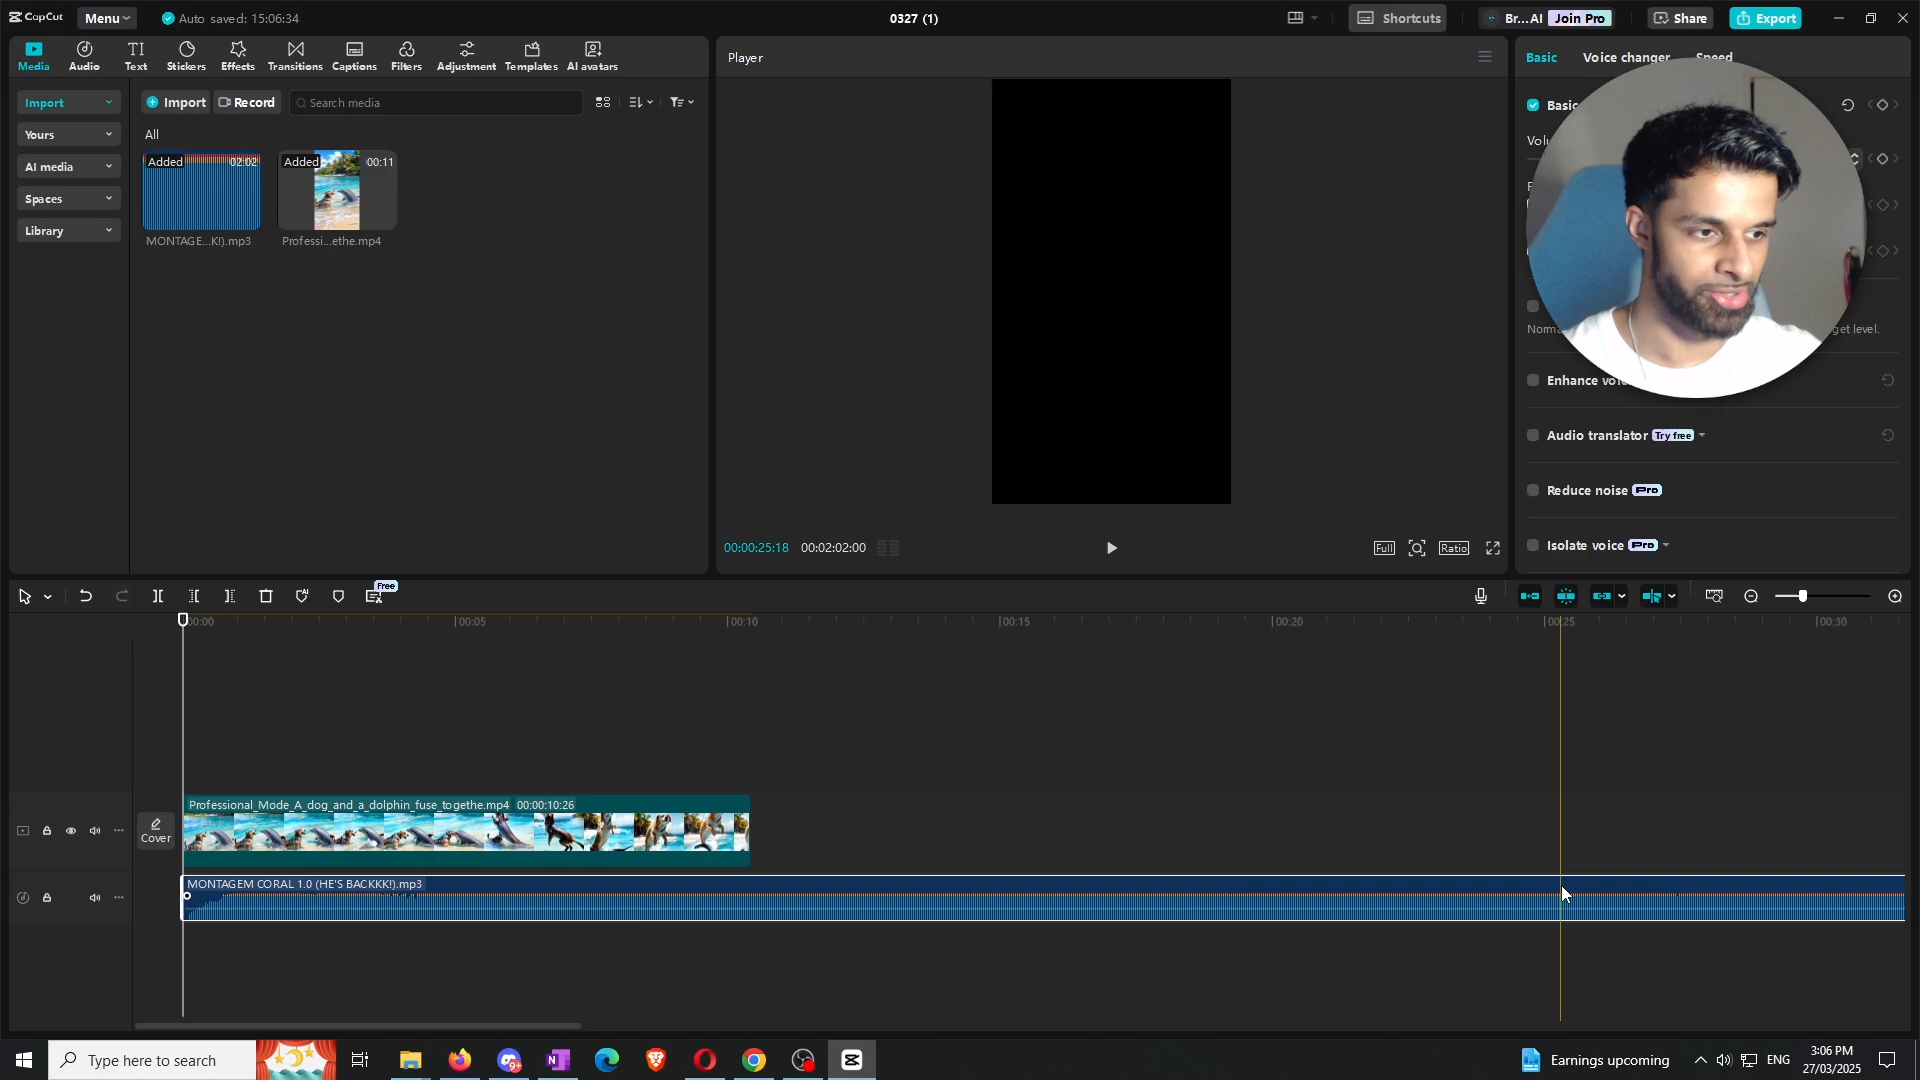 CapCut
Menu
Auto saved: 15:06:34
0327 (1)
Shortcuts
Br...AI
Join Pro
Share
Export
Media
Audio
Text
Stickers
Effects
Transitions
Captions
Filters
Adjustment
Templates
AI avatars
Import
Yours
AI media
Spaces
Library
Import
Record
Search media
All
Added
02:02
MONTAGE...K!).mp3
Added
00:11
Professi...ethe.mp4
Player
00:00:25:18
00:02:02:00
Full
Ratio
Basic
Voice changer
Speed
Basic
get level.
Audio translator
Try free
Reduce noise
Pro
Isolate voice
Pro
Free
00:00
00:05
00:10
00:15
00:20
00:25
00:30
Cover
Professional_Mode_A_dog_and_a_dolphin_fuse_togethe.mp4 00:00:10:26
MONTAGEM CORAL 1.0 (HE'S BACKKK!).mp3
Type here to search
9+
N
Earnings upcoming
ENG
3:06 PM
27/03/2025